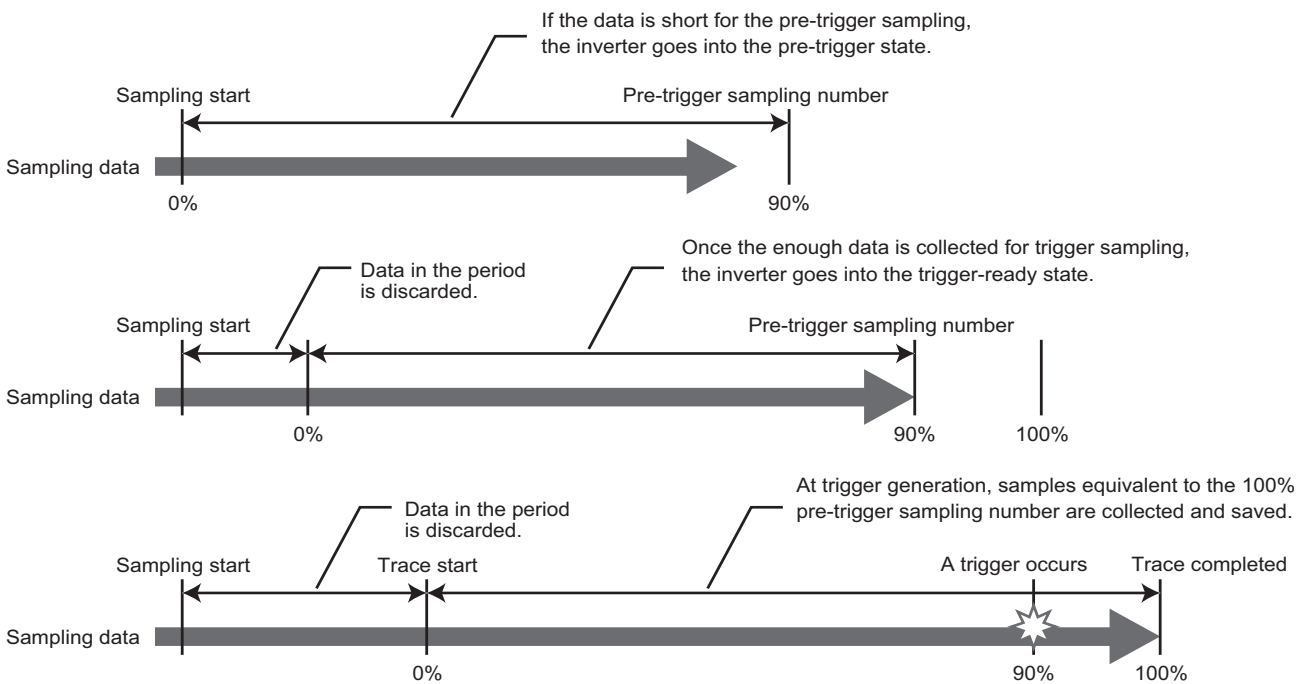 If the data is short for the pre-trigger sampling,
the inverter goes into the pre-trigger state.
Sampling start
Pre-trigger sampling number
Sampling data
0%
90%
Once the enough data is collected for trigger sampling,
the inverter goes into the trigger-ready state.
Data in the period
is discarded.
Sampling start
Pre-trigger sampling number
Sampling data
0%
90%
100%
At trigger generation, samples equivalent to the 100%
pre-trigger sampling number are collected and saved.
Data in the period
is discarded.
Sampling start
Trace start
A trigger occurs
Trace completed
Sampling data
0%
90%
100%